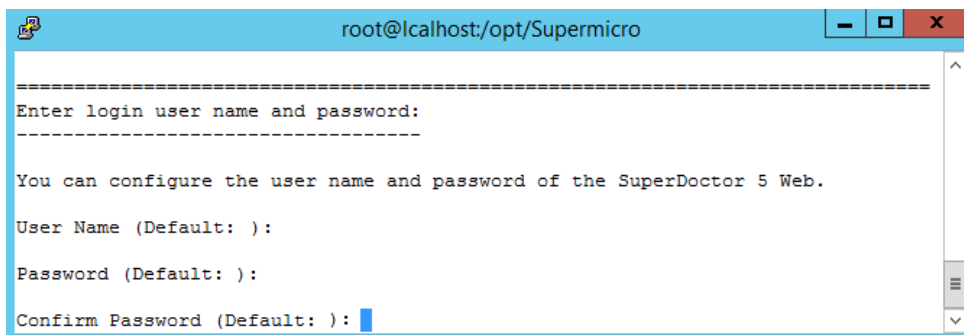 root@lcalhost:/opt/Supermicro
===============================================================================
Enter login user name and password:
-----------------------------------
You can configure the user name and password of the SuperDoctor 5 Web.
User Name (Default: ):
Password (Default: ):
Confirm Password (Default: ):